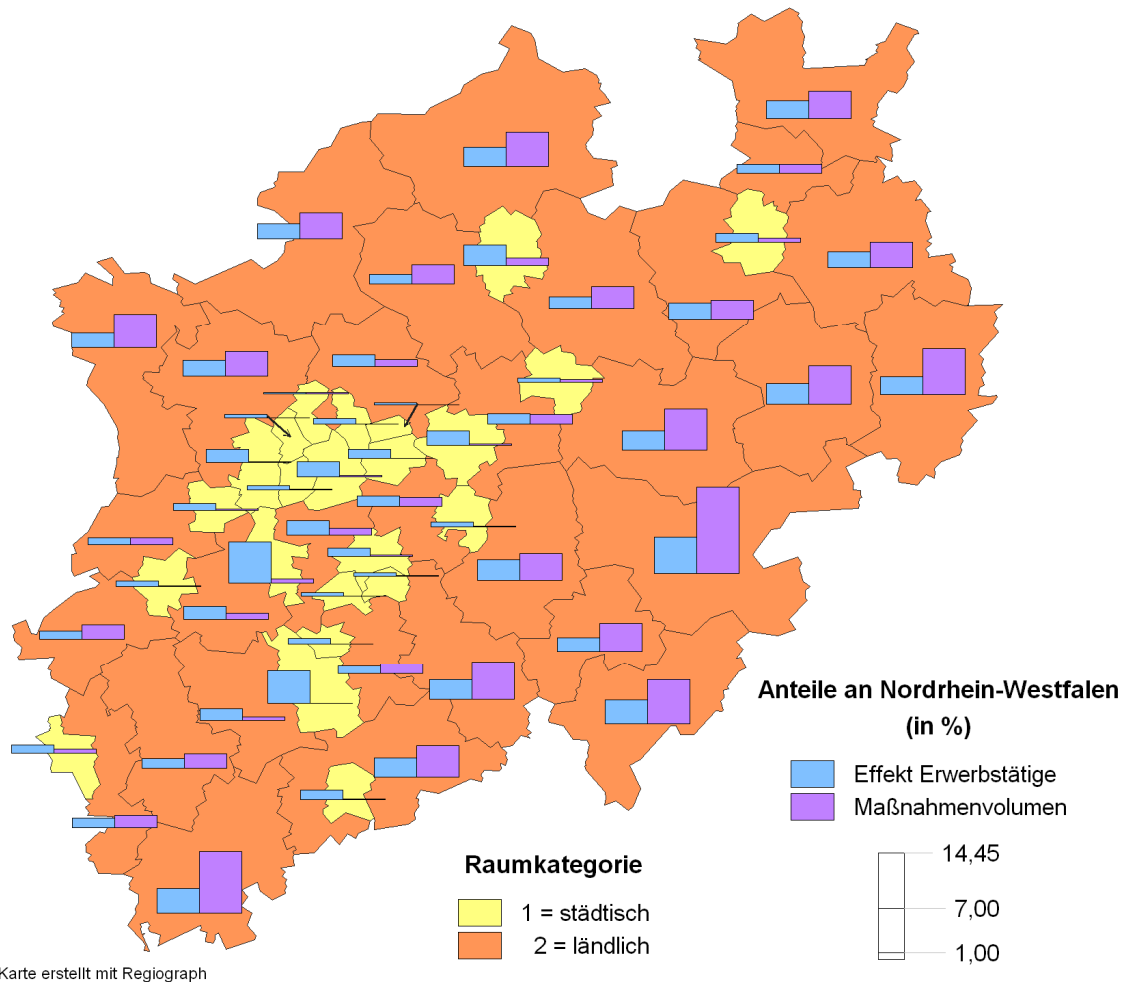 Anteile an Nordrhein-Westfalen
(in %)
Effekt Erwerbstätige
Maßnahmenvolumen
14,45
7,00
1,00
Raumkategorie
1 = städtisch
2 = ländlich
Karte erstellt mit Regiograph